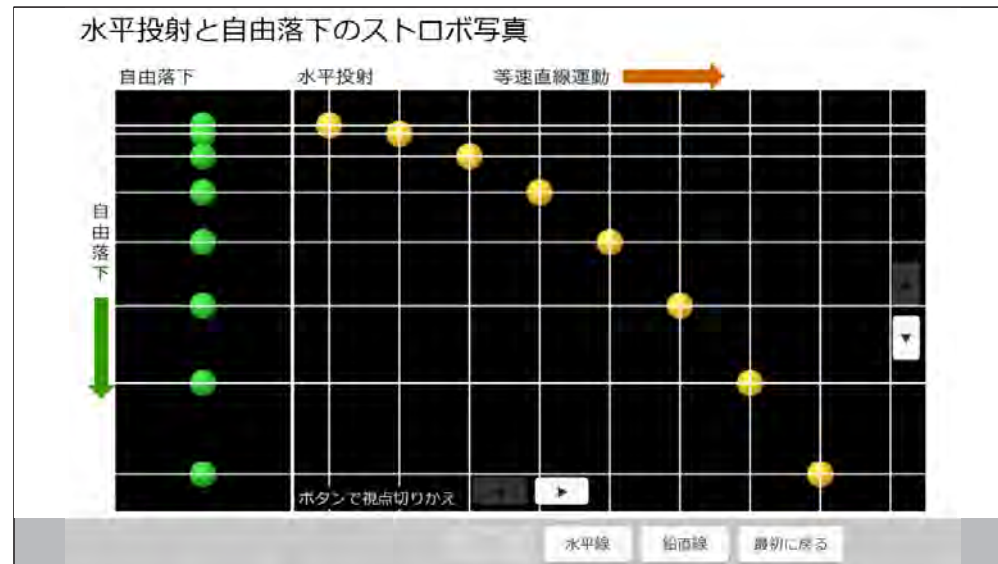 水平投射と自由落下のストロボ写真
自由落下
水平投射
等速直線運動
自由落下
ボタンで視点切りかえ
水平線
鉛直線
最初に戻る